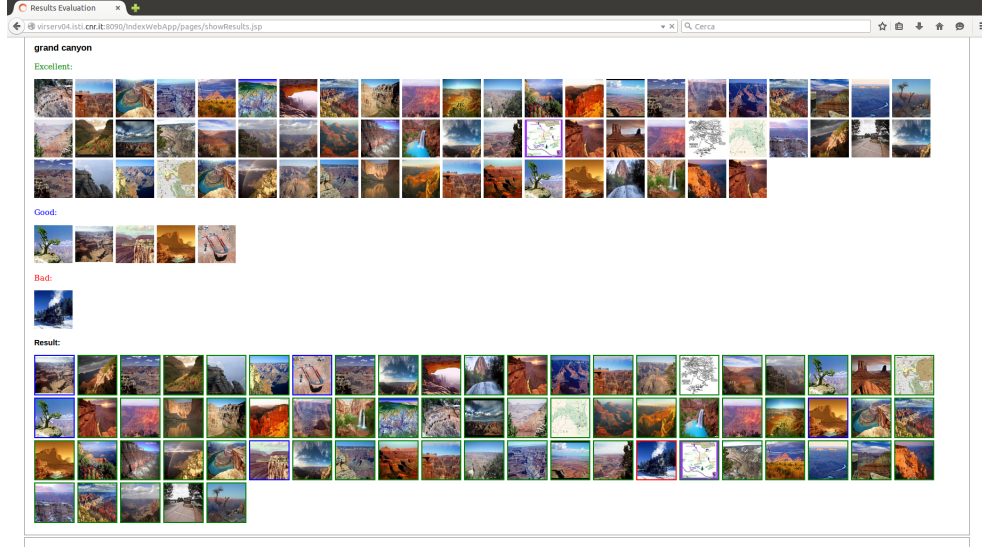 Results Evaluation
virserv04.isti.cnr.it:8090/IndexWebApp/pages/showResults.jsp
Cerca
grand canyon
Excellent:
Good:
Bad:
Result: